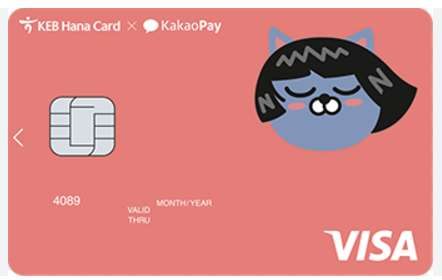 KEB Hana Card × KakaoPay
4089
MONTH/YEAR
VALID
THRU
VISA